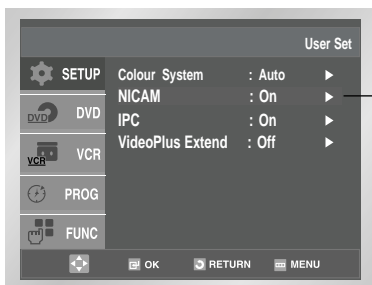 User Set
SETUP
DVD
DVD
VCR
VCR
PROG
FUNC
Colour System : Auto ►
NICAM : On ►
IPC : On ►
VideoPlus Extend : Off ►
OK RETURN MENU